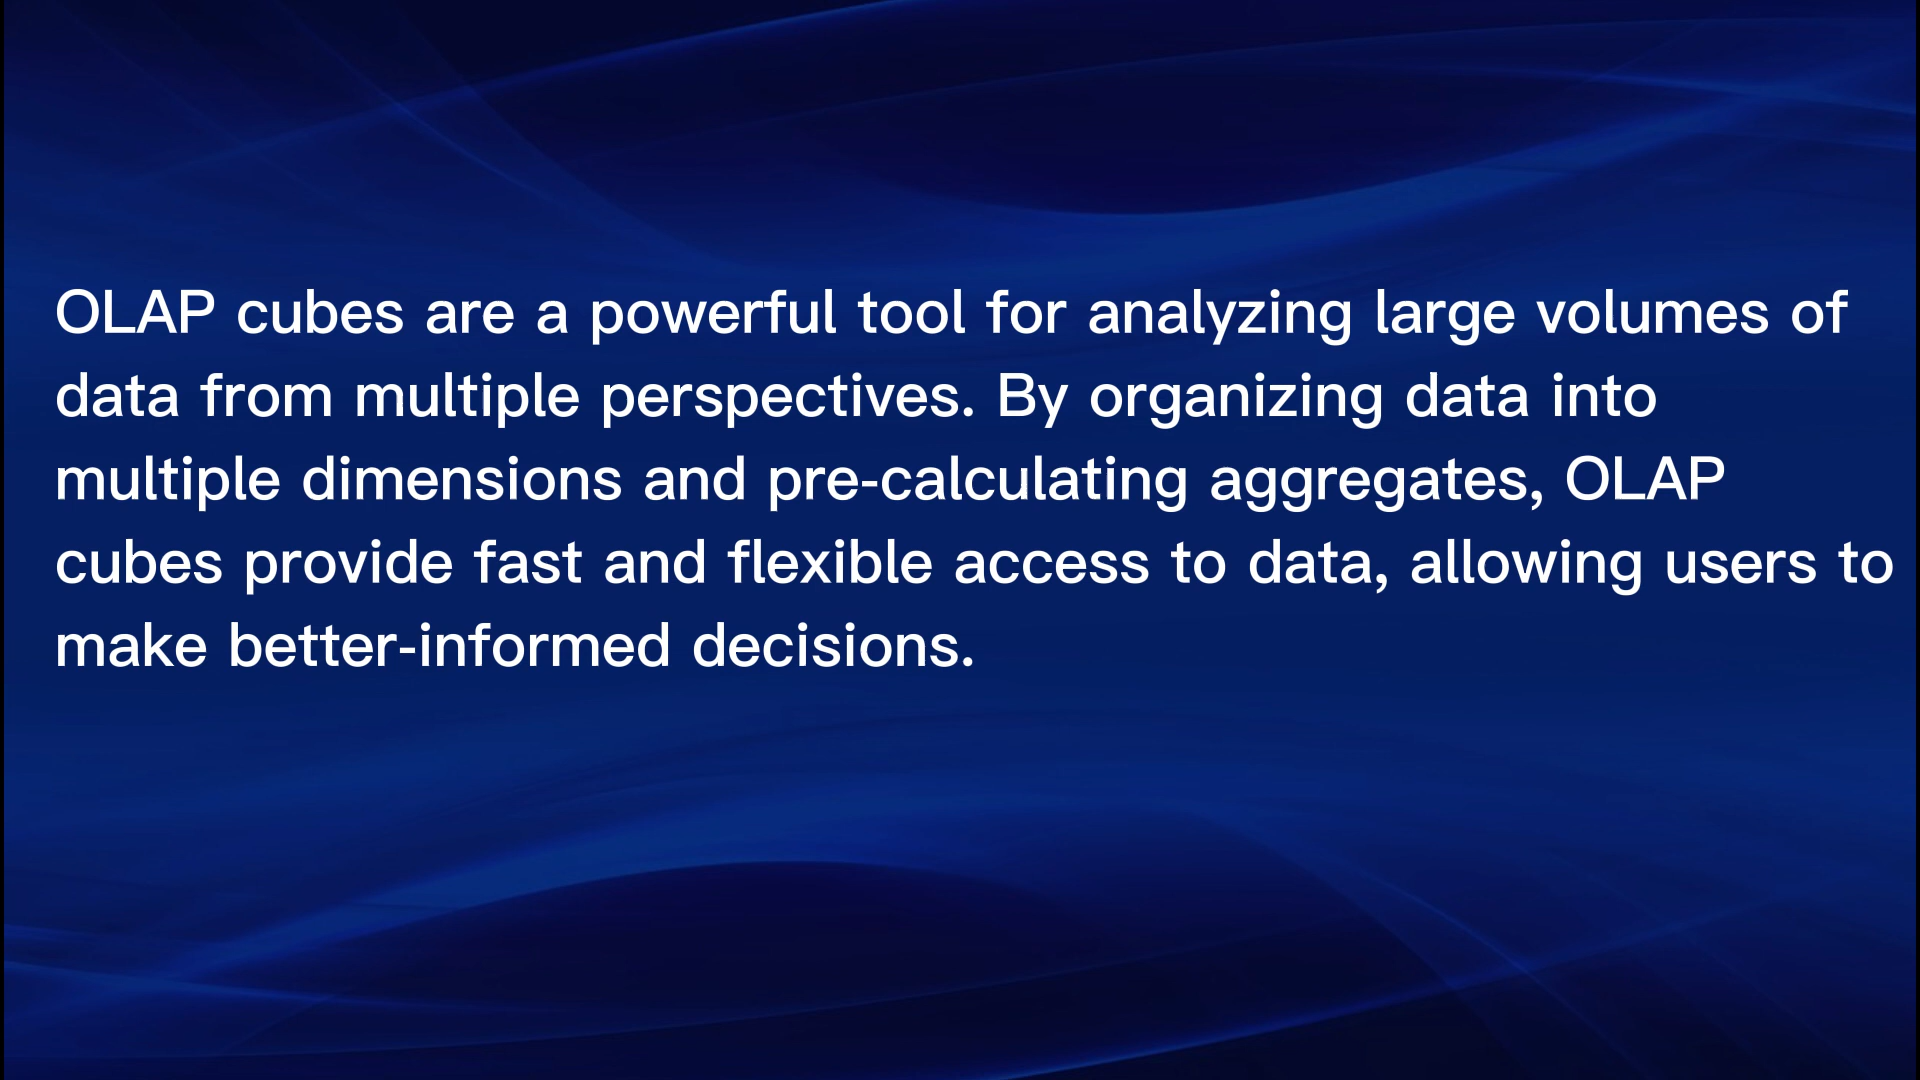 OLAP cubes are a powerful tool for analyzing large volumes of
data from multiple perspectives. By organizing data into
multiple dimensions and pre-calculating aggregates, OLAP
cubes provide fast and flexible access to data, allowing users to
make better-informed decisions.